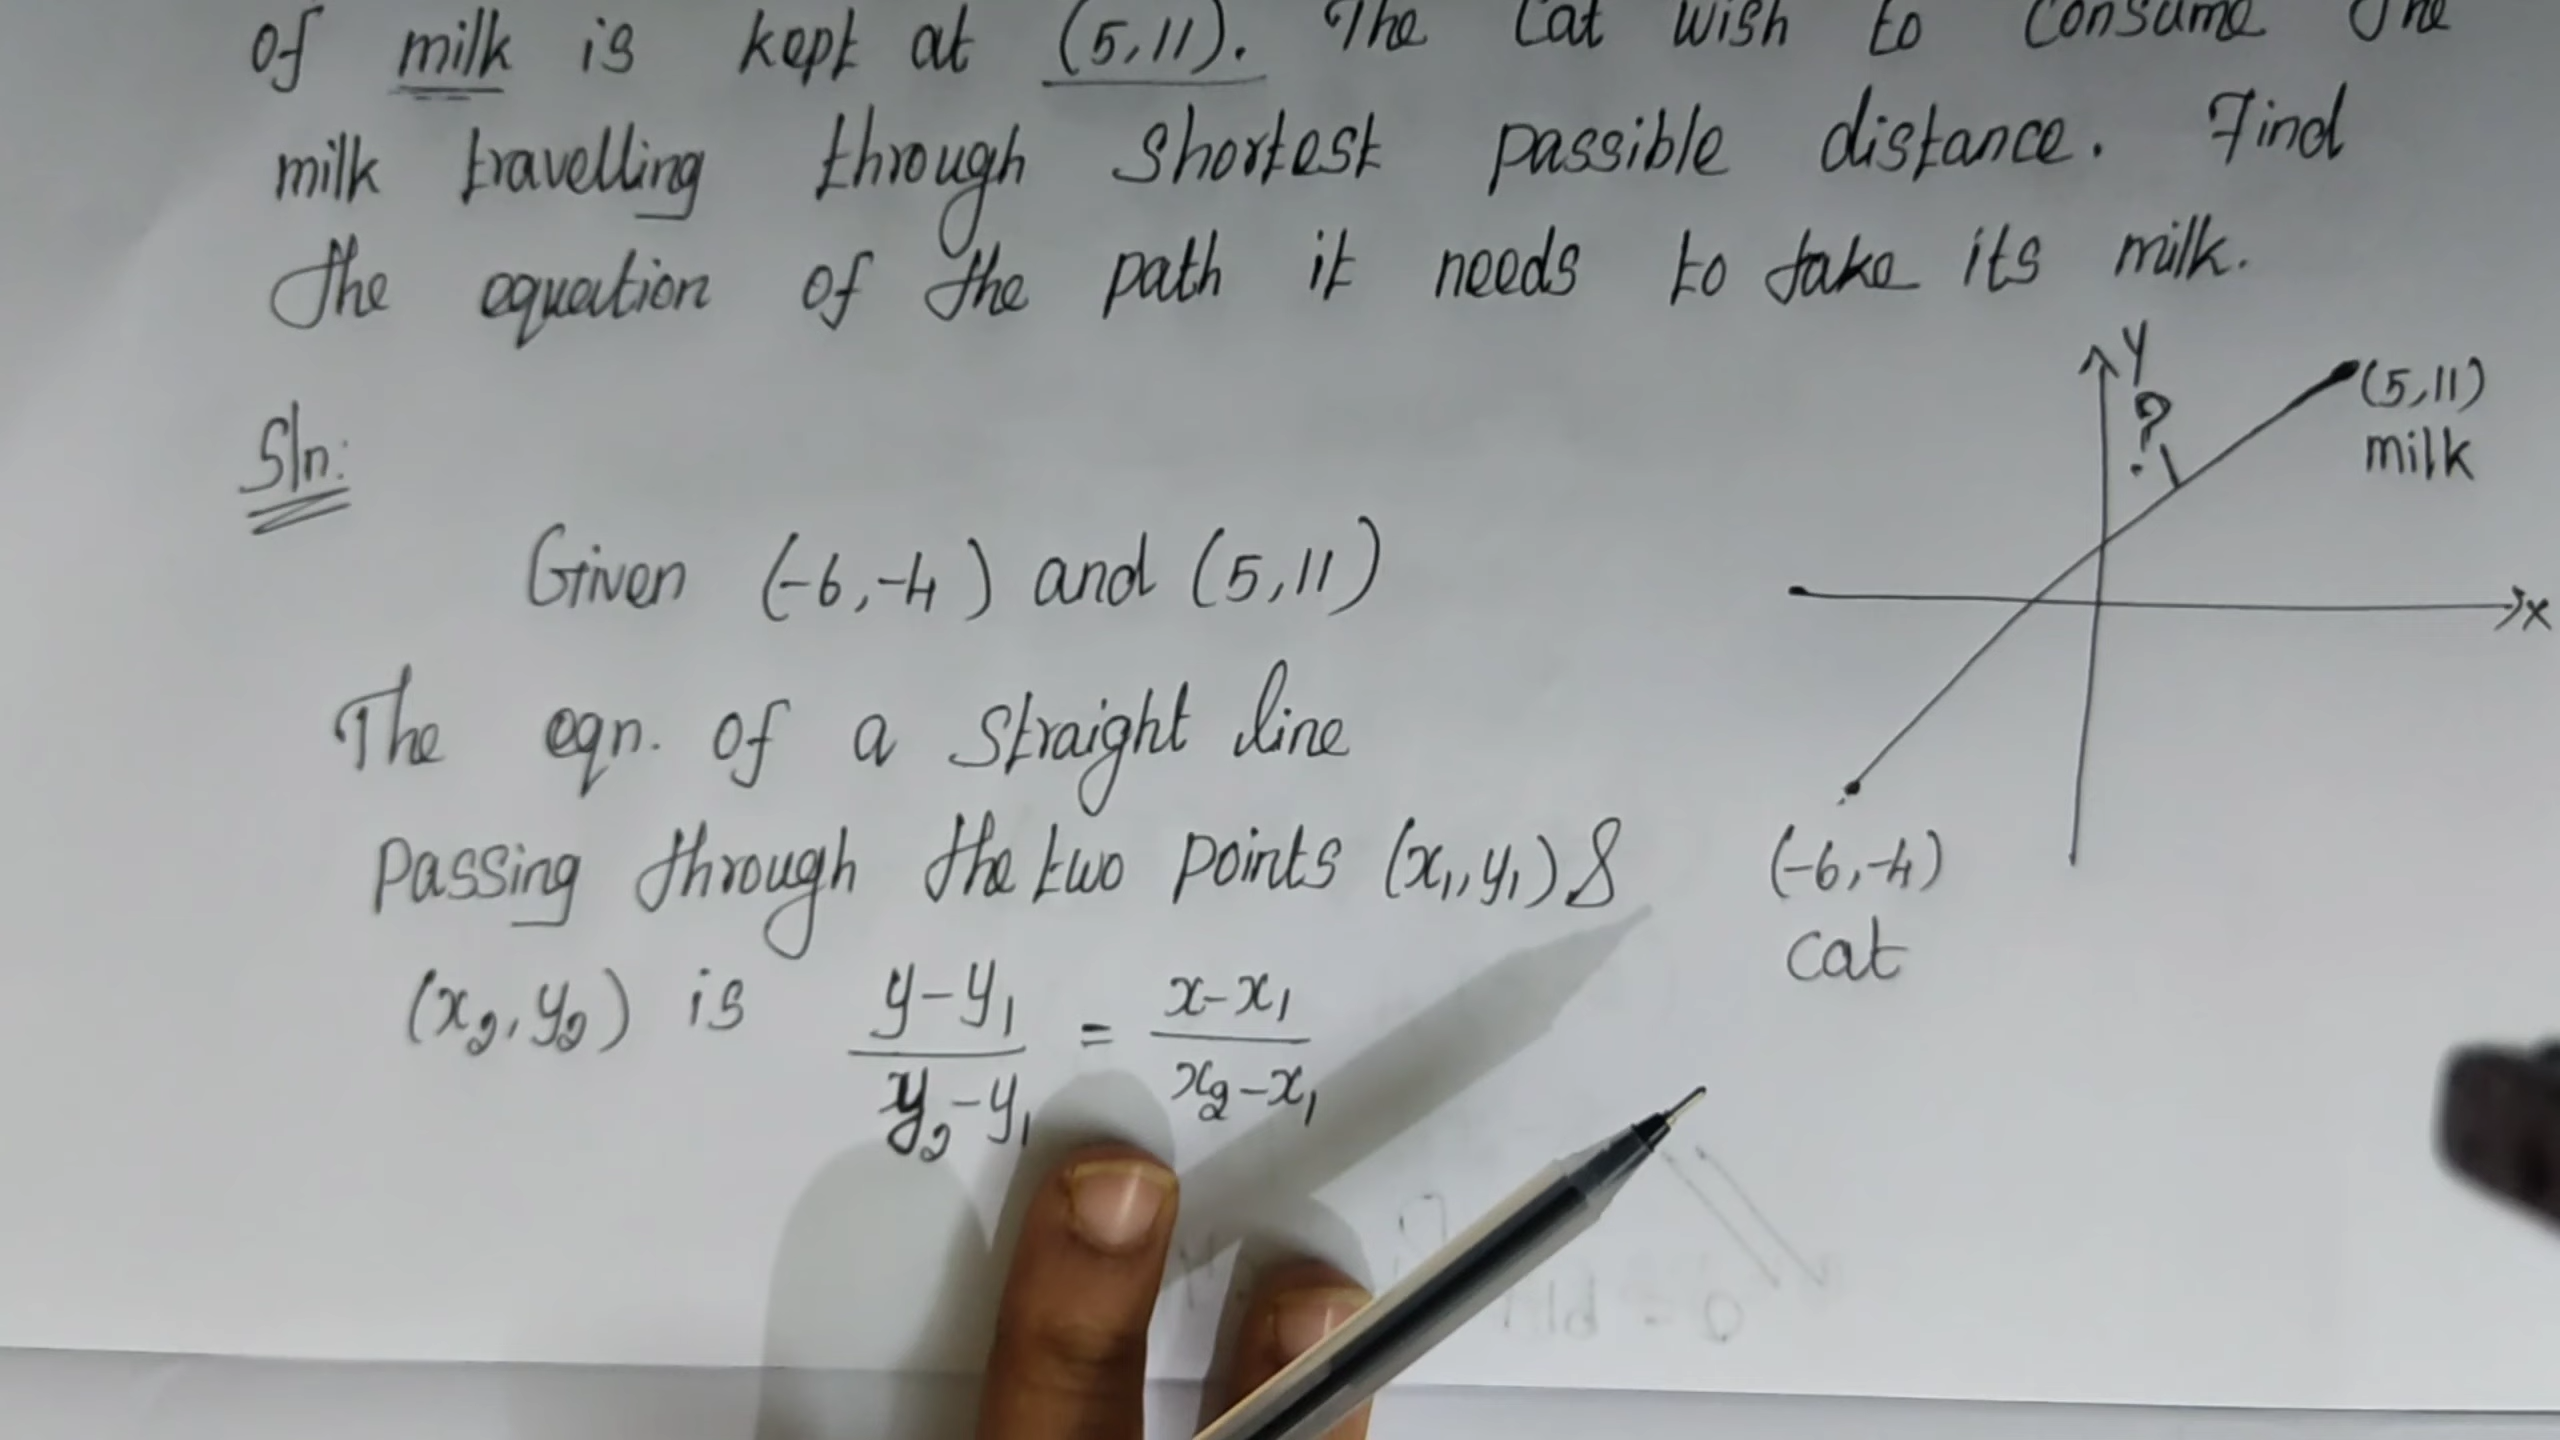 of milk is kept at (5,11). The Cat wish to Consume the
milk travelling through shortest passible distance. Find
the equation of the path it needs to take its milk.
Y
?
(5,11)
milk
Sln:
Given (-6,-4) and (5,11)
X
The eqn. of a straight line
passing through the two points (x₁,y₁) &
(-6,-4)
cat
(x₂,y₂) is y-y₁/y₂-y₁ = x-x₁/x₂-x₁